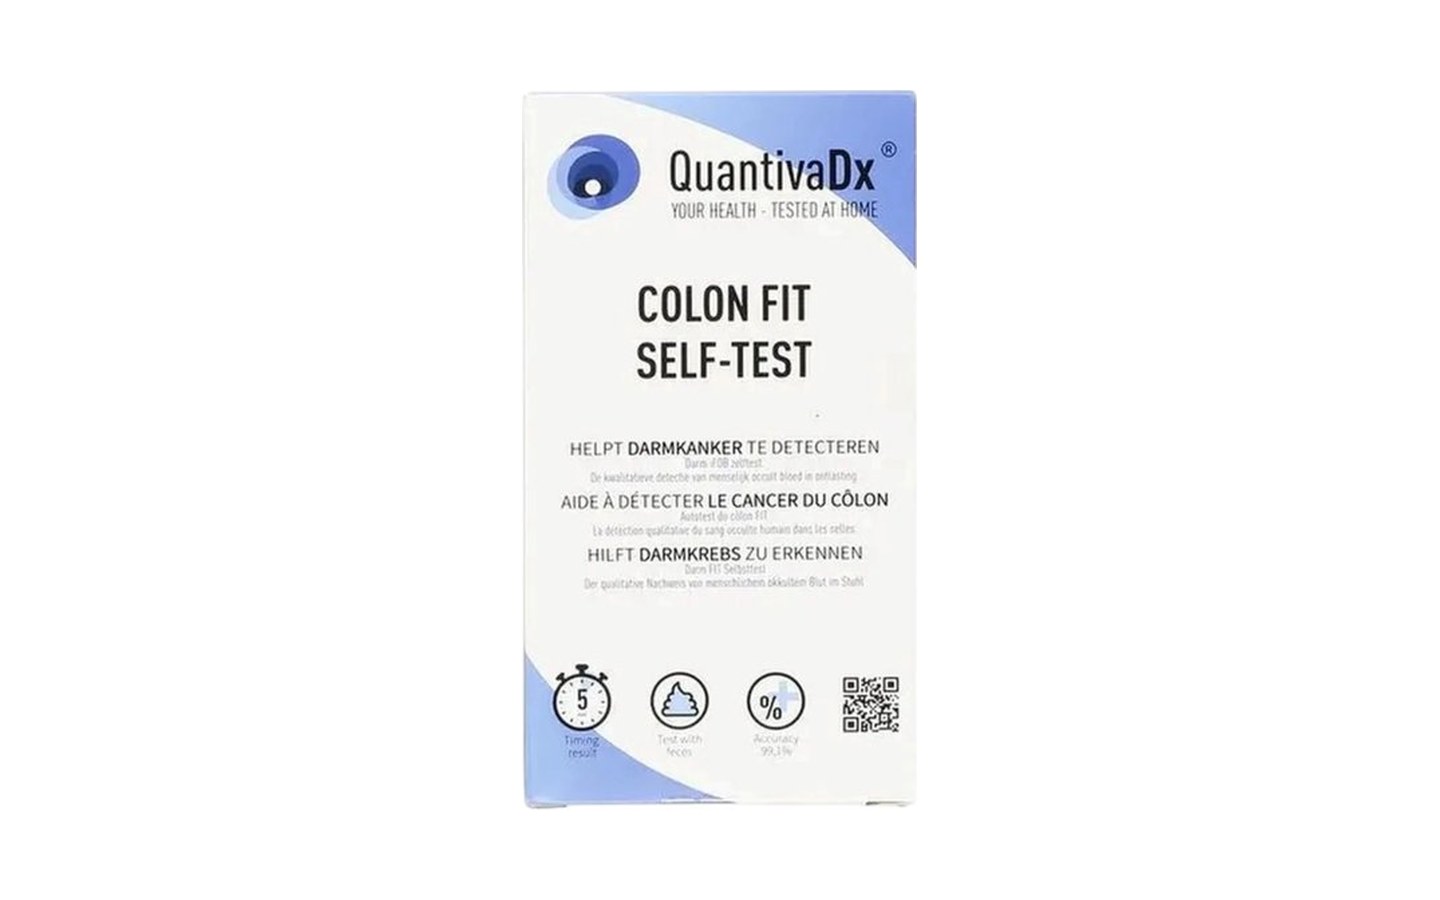 QuantivaDx®
YOUR HEALTH - TESTED AT HOME
COLON FIT
SELF-TEST
HELPT DARMKANKER TE DETECTEREN
Darm iFOB zelftest
De kwalitatieve detectie van menselijk occult bloed in ontlasting
AIDE À DÉTECTER LE CANCER DU CÔLON
Autotest du côlon FIT
La détection qualitative du sang occulte humain dans les selles.
HILFT DARMKREBS ZU ERKENNEN
Darm FIT Selbsttest
Der qualitative Nachweis von menschlichem okkultem Blut im Stuhl
5
%
Timing
result
Test with
feces
Accuracy
99,1%